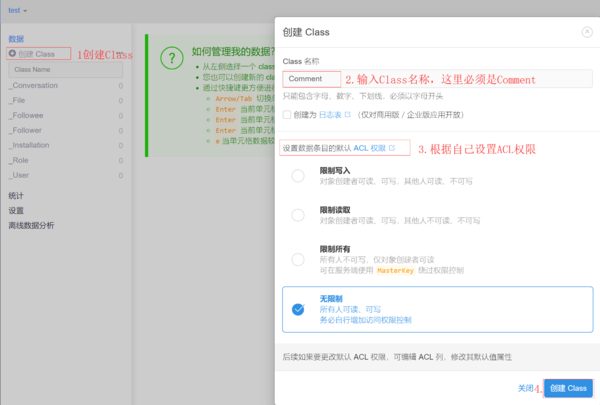 test
数据
创建 Class
1创建Class
Class Name
_Conversation 0
_File 0
_Followee 0
_Follower 0
_Installation 0
_Role 0
_User 0
统计
设置
离线数据分析
?
如何管理我的数据?
从左侧选择一个 class
您也可以创建新的 clas
通过快捷键更方便进行
Arrow/Tab 切换
Enter 当前单元格
Enter 当前单元
Enter 当前单元
当单元格数据较
创建 Class
Class 名称
Comment
2.输入Class名称,这里必须是Comment
只能包含字母、数字、下划线,必须以字母开头
创建为 日志表 (仅对商用版 / 企业版应用开放)
设置数据条目的默认 ACL 权限
3.根据自己设置ACL权限
限制写入
对象创建者可读、可写,其他人可读、不可写
限制读取
对象创建者可读、可写,其他人不可读、不可写
限制所有
所有人不可写,仅对象创建者可读
可在服务端使用 MasterKey 绕过权限控制
无限制
所有人可读、可写
务必自行增加访问权限控制
后续如果要更改默认 ACL 权限,可编辑 ACL 列,修改其默认值属性
关闭
4.
创建 Class